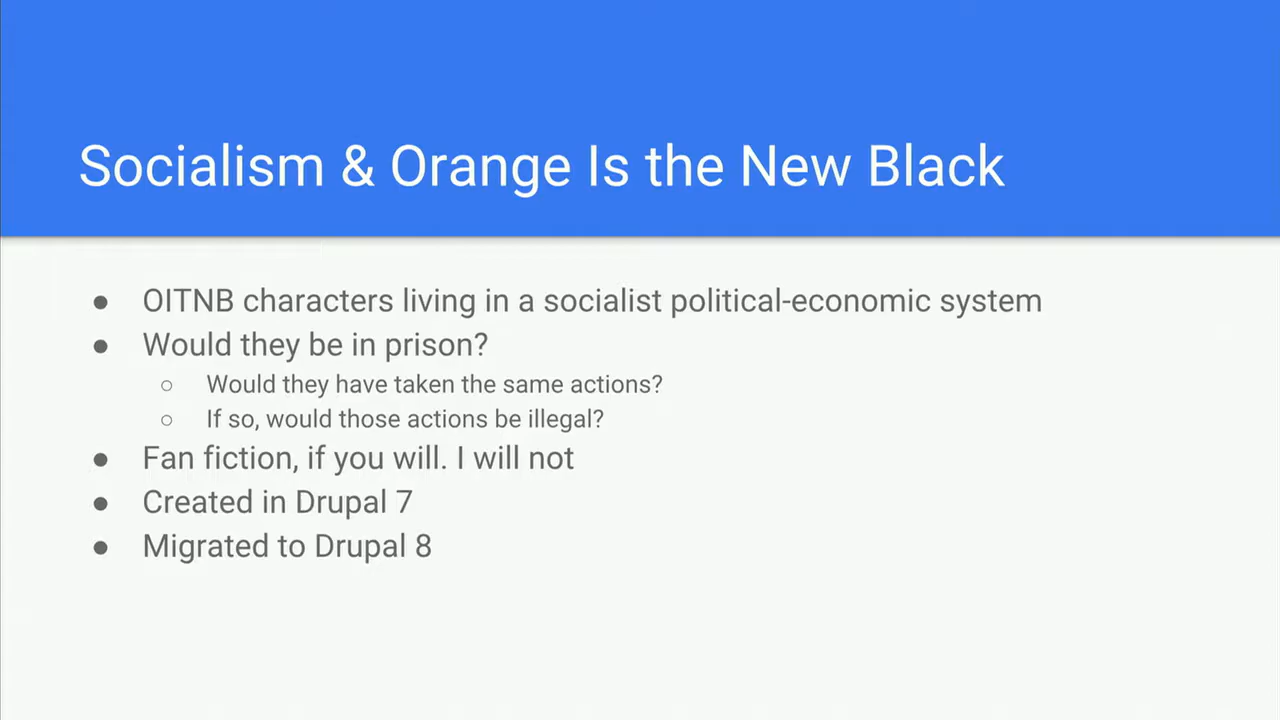 Socialism & Orange Is the New Black
● OITNB characters living in a socialist political-economic system
● Would they be in prison?
○ Would they have taken the same actions?
○ If so, would those actions be illegal?
● Fan fiction, if you will. I will not
● Created in Drupal 7
● Migrated to Drupal 8